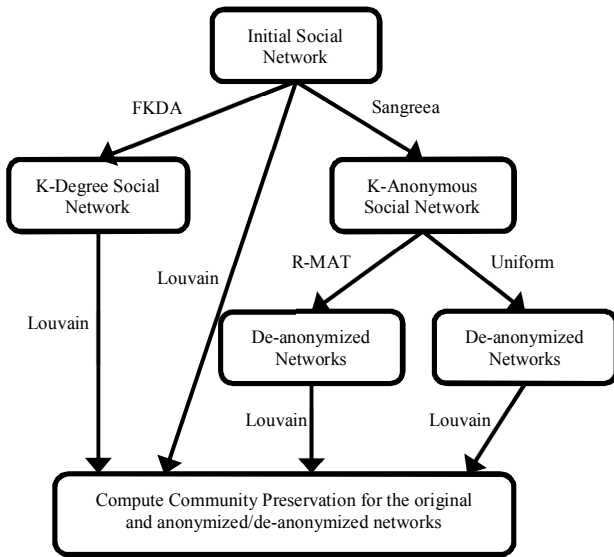 Initial Social
Network
FKDA
Sangreea
K-Degree Social
Network
K-Anonymous
Social Network
R-MAT
Uniform
Louvain
Louvain
De-anonymized
Networks
De-anonymized
Networks
Louvain
Louvain
Compute Community Preservation for the original
and anonymized/de-anonymized networks